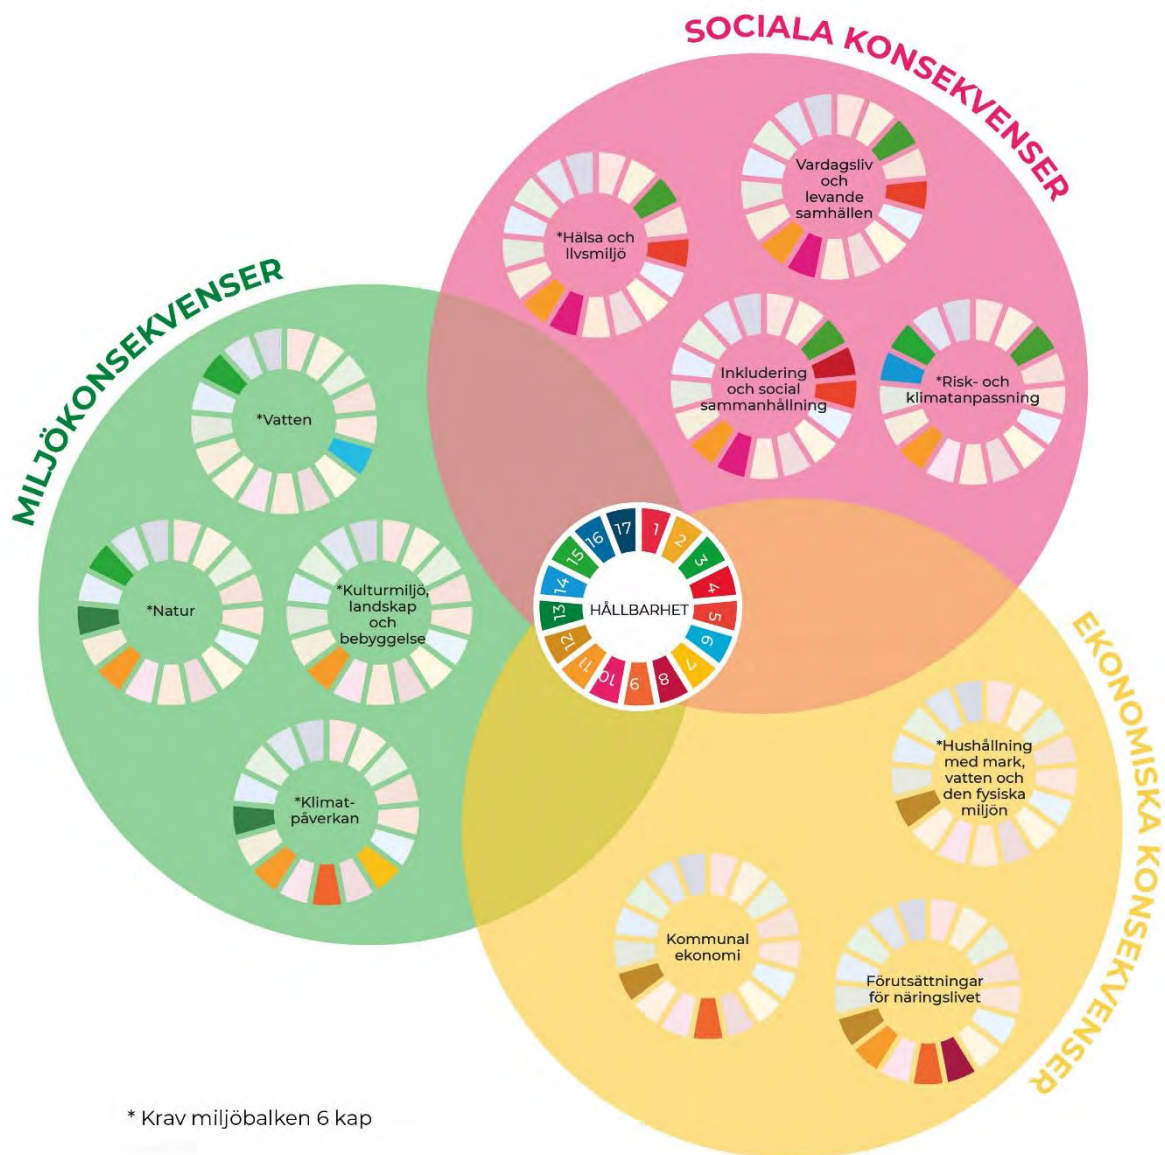 SOCIALA KONSEKVENSER
Vardagsliv
och
levande
samhällen
*Hälsa och
llvsmiljö
Inkludering
och social
sammanhållning
*Risk- och
klimatanpassning
MILJÖKONSEKVENSER
*Vatten
*Natur
*Kulturmiljö,
landskap
och
bebyggelse
*Klimat-
påverkan
HÅLLBARHET
1
2
3
4
5
6
7
8
9
10
11
12
13
14
15
16
17
EKONOMISKA KONSEKVENSER
*Hushållning
med mark,
vatten och
den fysiska
miljön
Kommunal
ekonomi
Förutsättningar
för näringslivet
* Krav miljöbalken 6 kap